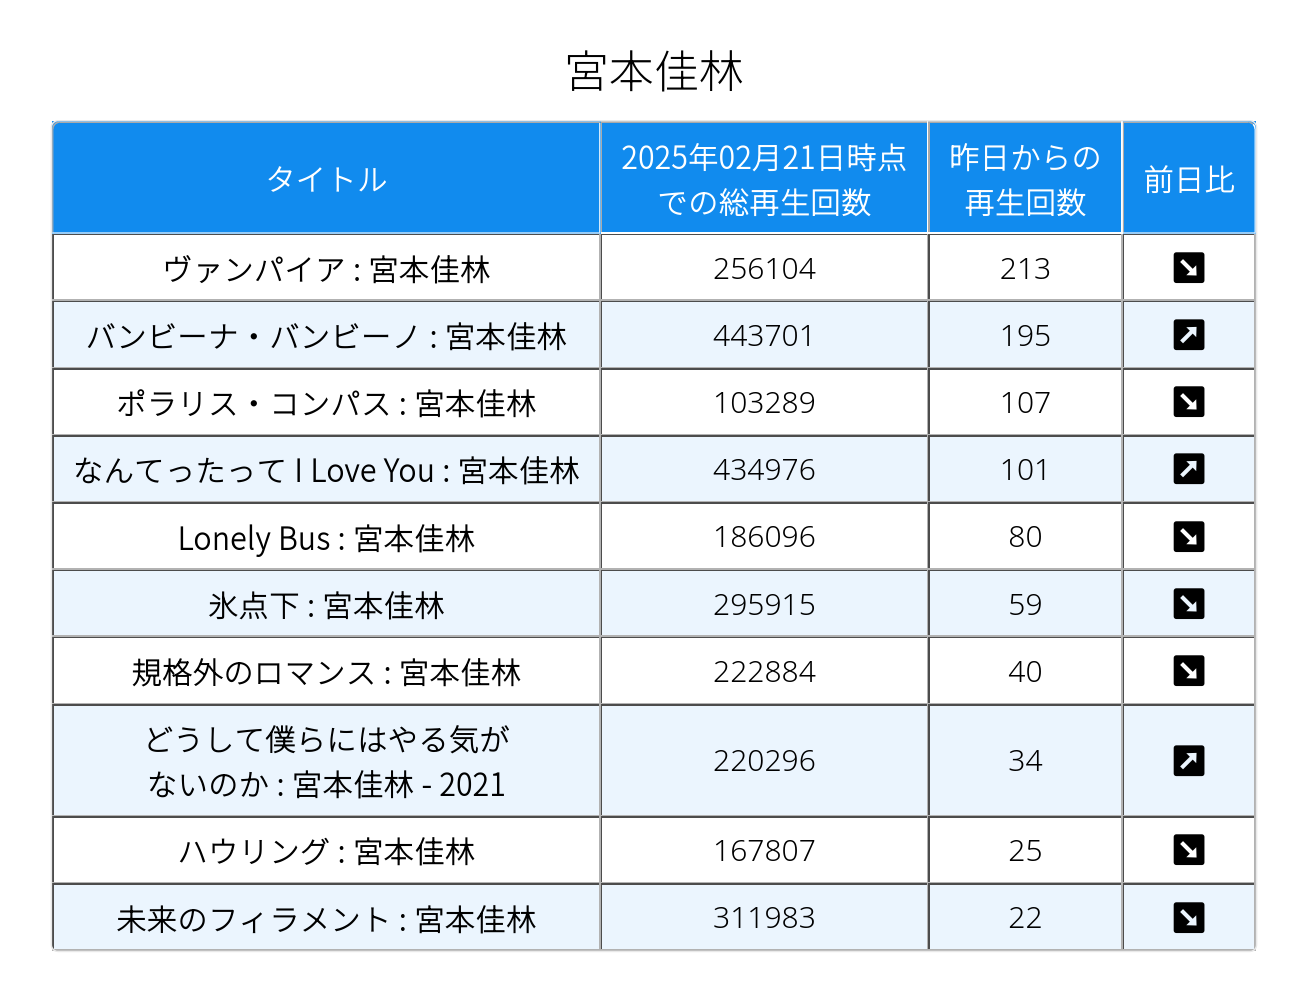 宮本佳林
タイトル
2025年02月21日時点
での総再生回数
昨日からの
再生回数
前日比
ヴァンパイア : 宮本佳林 256104 213 ↘
バンビーナ・バンビーノ : 宮本佳林 443701 195 ↗
ポラリス・コンパス : 宮本佳林 103289 107 ↘
なんてったって I Love You : 宮本佳林 434976 101 ↗
Lonely Bus : 宮本佳林 186096 80 ↘
氷点下 : 宮本佳林 295915 59 ↘
規格外のロマンス : 宮本佳林 222884 40 ↘
どうして僕らにはやる気が
ないのか : 宮本佳林 - 2021 220296 34 ↗
ハウリング : 宮本佳林 167807 25 ↘
未来のフィラメント : 宮本佳林 311983 22 ↘